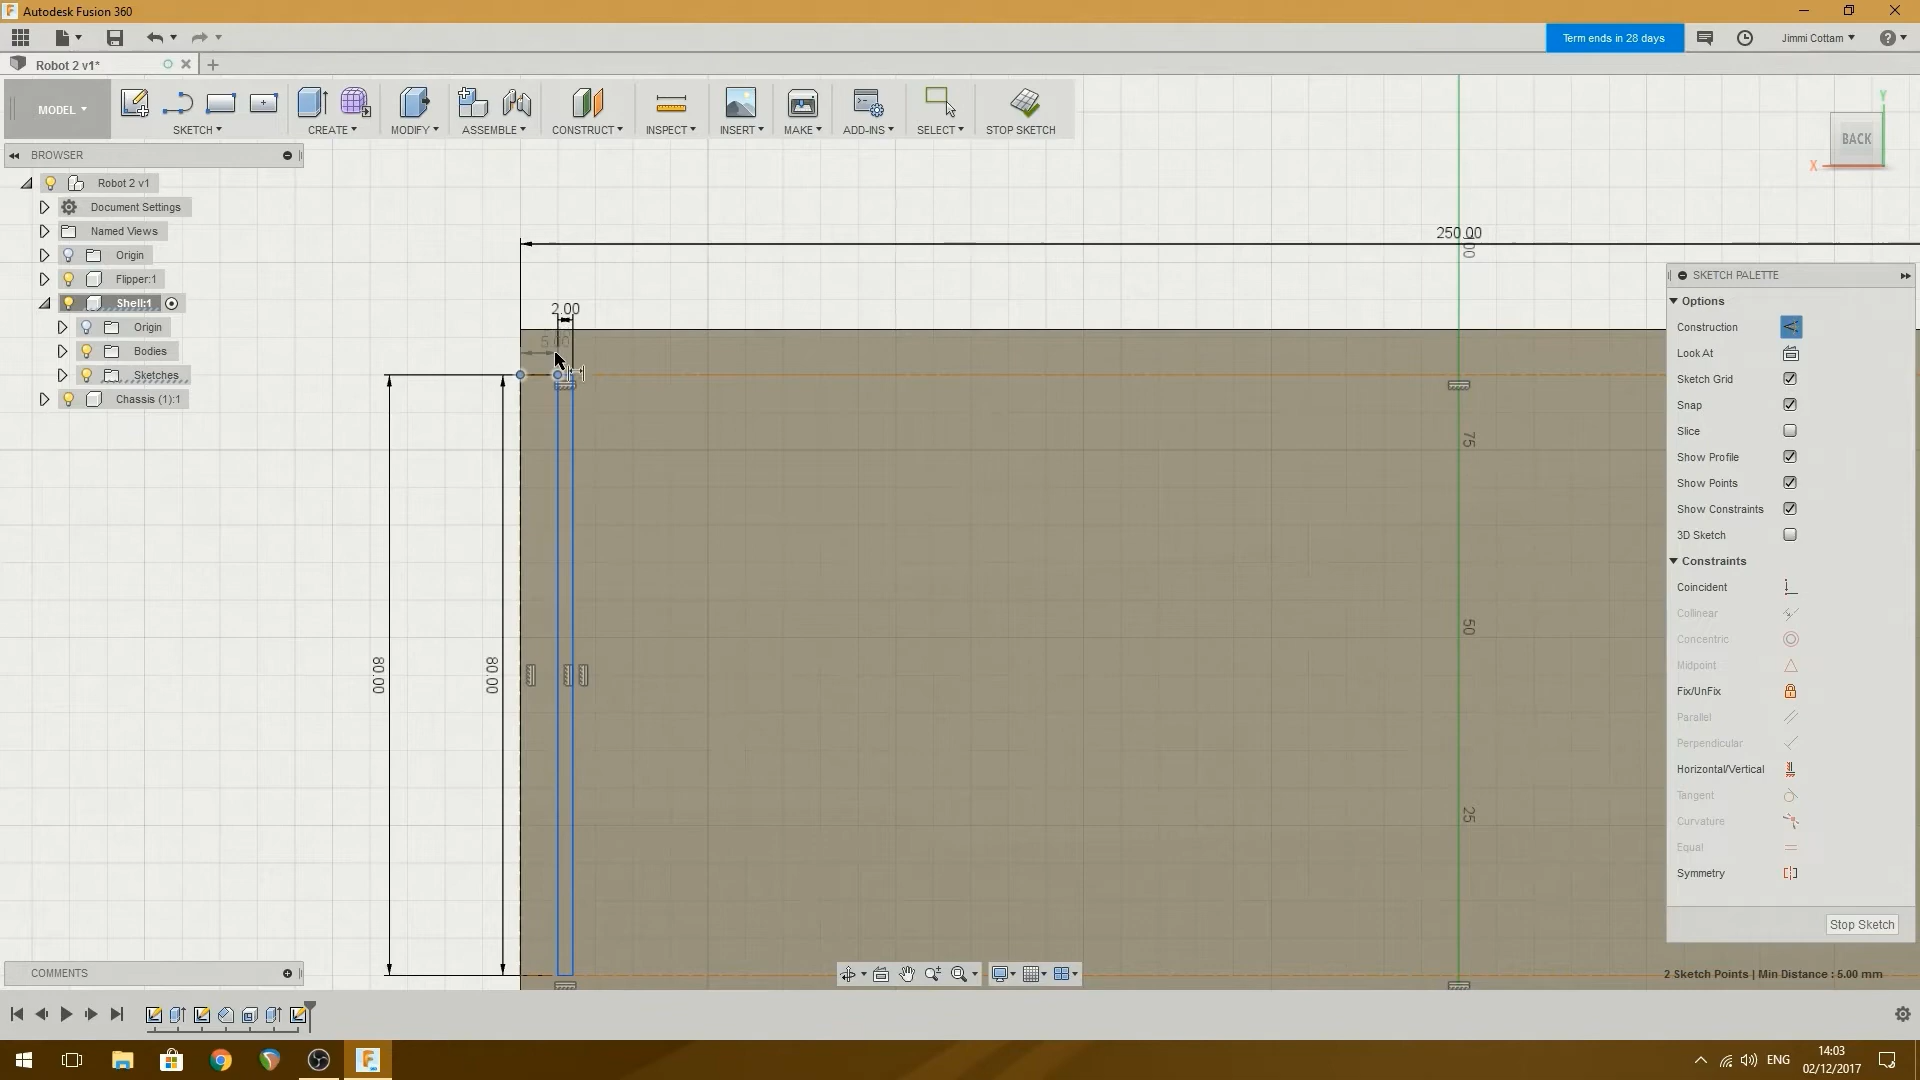 Autodesk Fusion 360
Term ends in 28 days
Jimmi Cottam
Robot 2 v1*
MODEL
SKETCH
CREATE
MODIFY
ASSEMBLE
CONSTRUCT
INSPECT
INSERT
MAKE
ADD-INS
SELECT
STOP SKETCH
BACK
Y
X
BROWSER
Robot 2 v1
Document Settings
Named Views
Origin
Flipper:1
Shell:1
Origin
Bodies
Sketches
Chassis (1):1
250.00
100
2.00
5.00
75
50
25
80.00
80.00
SKETCH PALETTE
Options
Construction
Look At
Sketch Grid
Snap
Slice
Show Profile
Show Points
Show Constraints
3D Sketch
Constraints
Coincident
Collinear
Concentric
Midpoint
Fix/UnFix
Parallel
Perpendicular
Horizontal/Vertical
Tangent
Curvature
Equal
Symmetry
Stop Sketch
COMMENTS
2 Sketch Points | Min Distance : 5.00 mm
ENG
14:03
02/12/2017